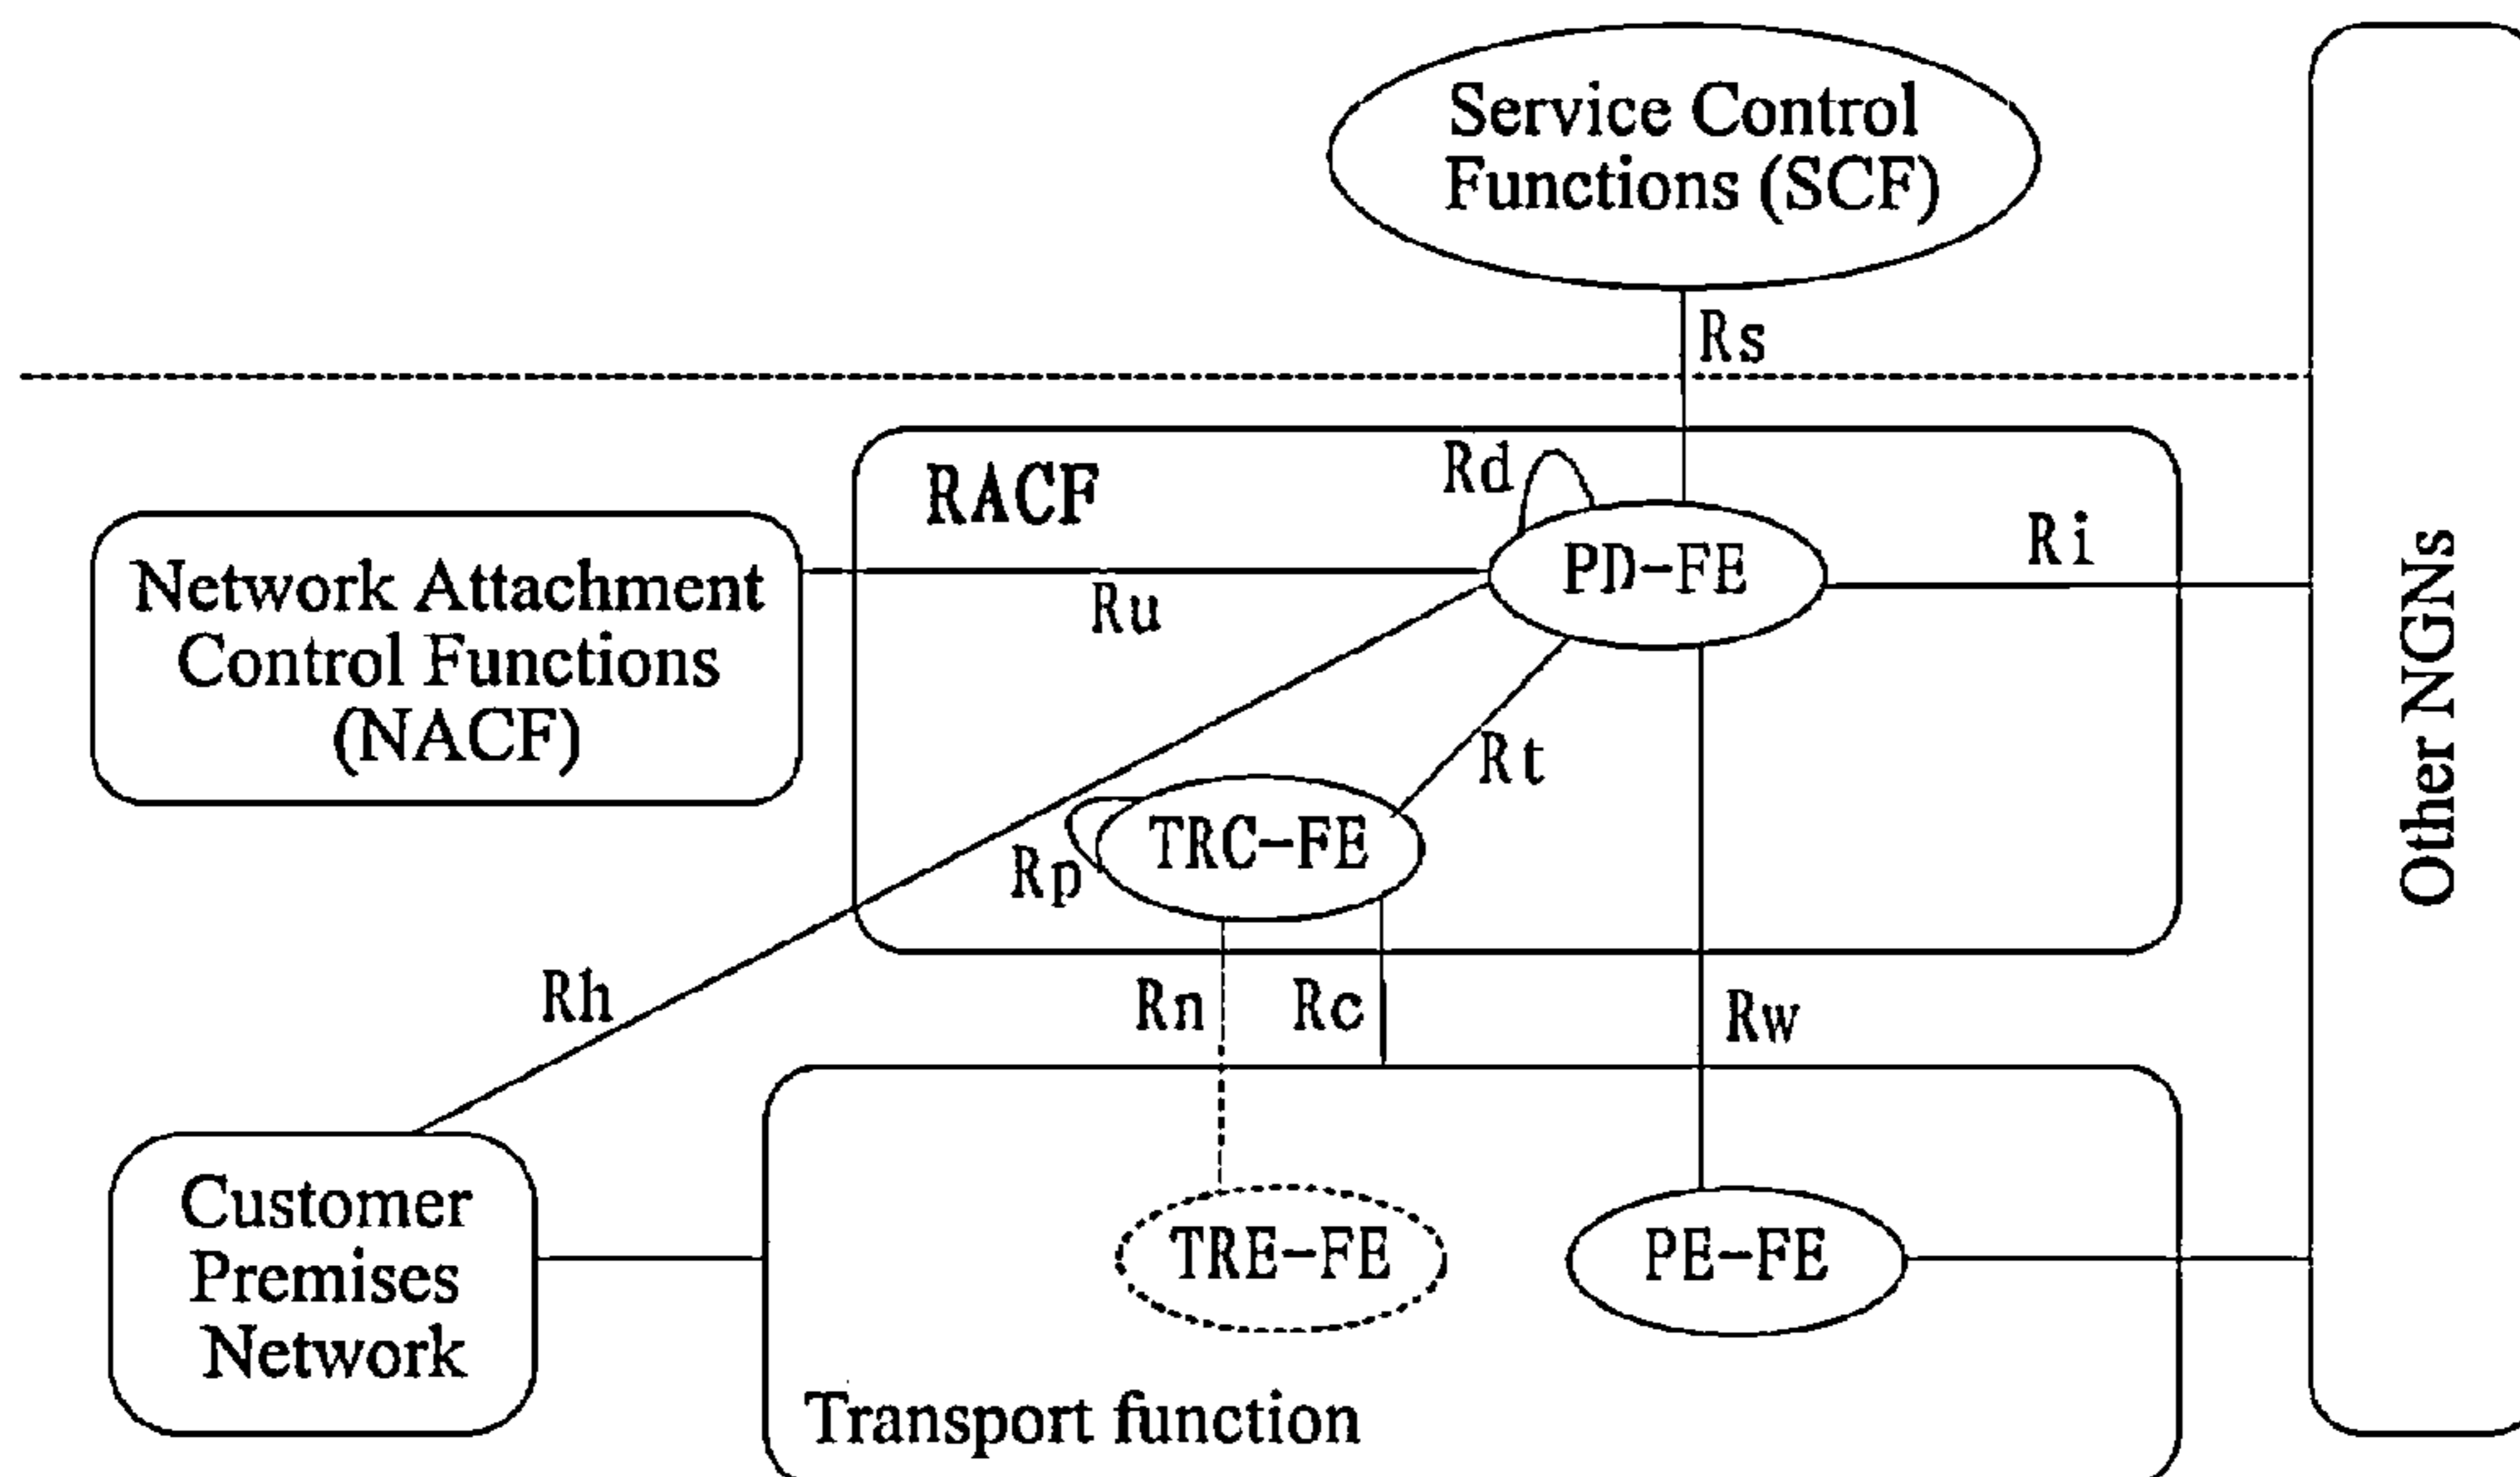 Service Control
Functions (SCF)
Rs
RACF
Rd
PD-FE
Ri
Network Attachment
Control Functions
(NACF)
Ru
Other NGNs
Rt
TRC-FE
Rp
Rh
Rn
Rc
Rw
Customer
Premises
Network
TRE-FE
PE-FE
Transport function